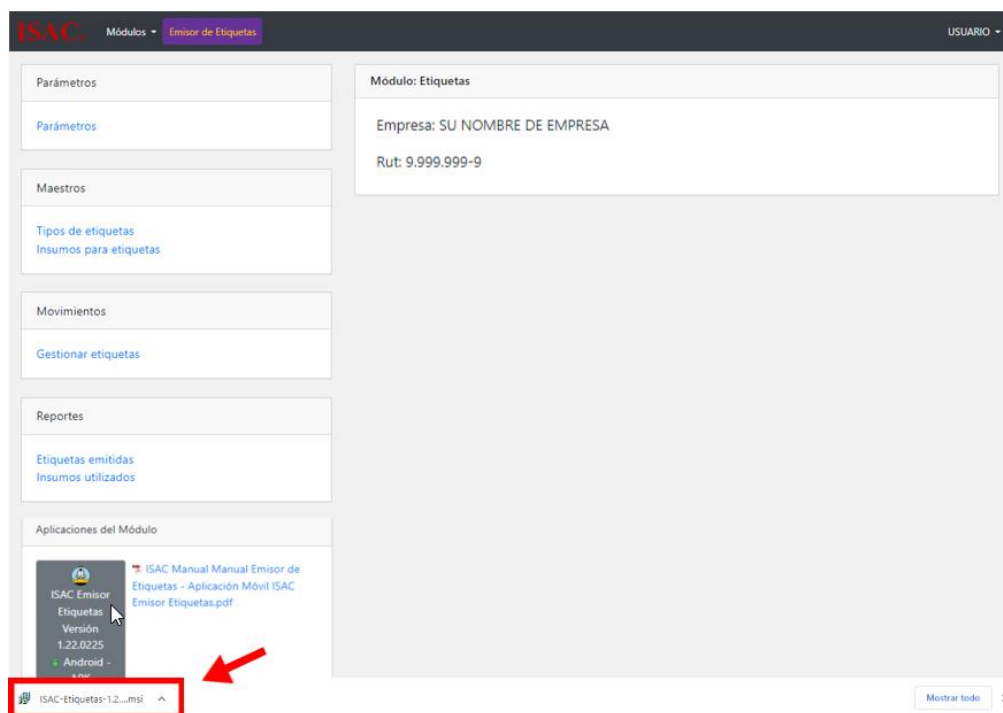 ISAC.
Módulos
Emisor de Etiquetas
USUARIO
Parámetros
Parámetros
Maestros
Tipos de etiquetas
Insumos para etiquetas
Movimientos
Gestionar etiquetas
Reportes
Etiquetas emitidas
Insumos utilizados
Aplicaciones del Módulo
ISAC Emisor
Etiquetas
Versión
1.22.0225
Android -
ISAC Manual Manual Emisor de
Etiquetas - Aplicación Móvil ISAC
Emisor Etiquetas.pdf
Módulo: Etiquetas
Empresa: SU NOMBRE DE EMPRESA
Rut: 9.999.999-9
ISAC-Etiquetas-1.2....msi
Mostrar todo